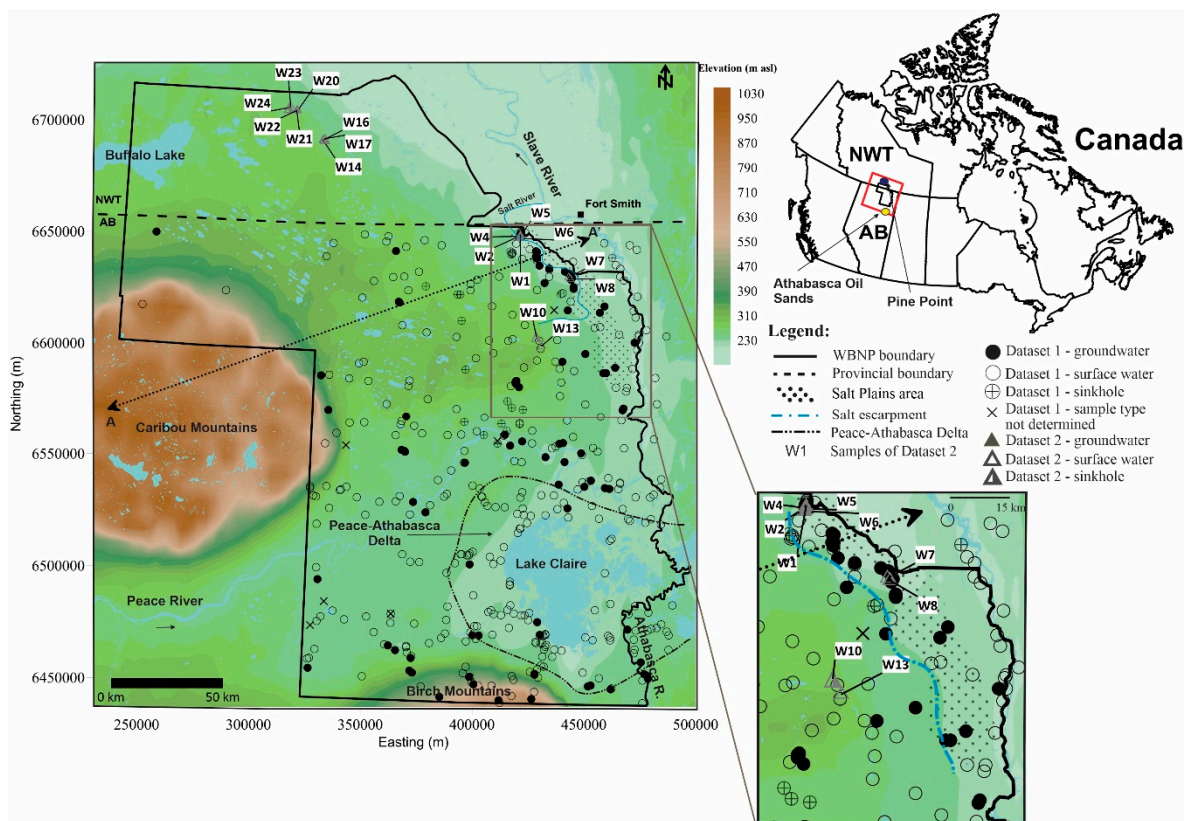 W23
W20
W24
W22
W21
W16
W17
W14
Elevation (m asl)
N
1030
950
870
790
710
630
550
470
390
310
230
6700000
6650000
6600000
6550000
6500000
6450000
Northing (m)
Buffalo Lake
Slave River
Salt River
Fort Smith
NWT
AB
W5
W4
W6
A'
W2
W7
W1
W8
W10
W13
A
Caribou Mountains
Peace-Athabasca
Delta
Lake Claire
Peace River
Athabasca R.
Birch Mountains
0 km
50 km
250000
300000
350000
400000
450000
500000
Easting (m)
Canada
NWT
AB
Athabasca Oil
Sands
Pine Point
Legend:
WBNP boundary
Provincial boundary
Salt Plains area
Salt escarpment
Peace-Athabasca Delta
W1
Samples of Dataset 2
Dataset 1 - groundwater
Dataset 1 - surface water
Dataset 1 - sinkhole
Dataset 1 - sample type
not determined
Dataset 2 - groundwater
Dataset 2 - surface water
Dataset 2 - sinkhole
15 km
W4
W5
W2
W6
W7
W1
W8
W10
W13